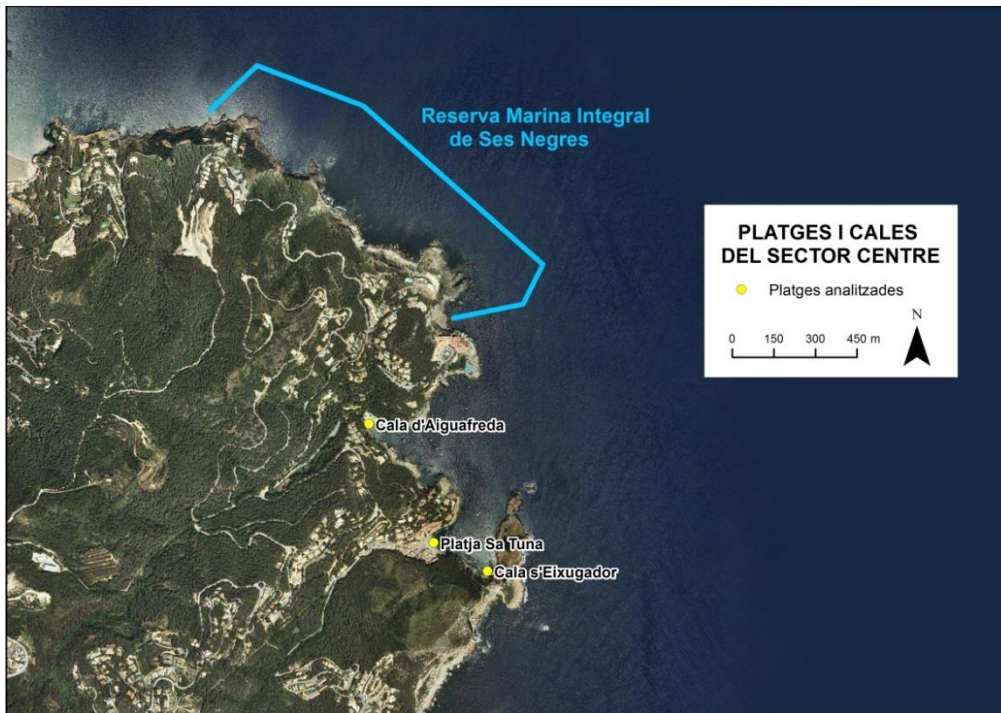 Reserva Marina Integral
de Ses Negres
PLATGES I CALES
DEL SECTOR CENTRE
Platges analitzades
N
0 150 300 450 m
Cala d'Aiguafreda
Platja Sa Tuna
Cala s'Eixugador